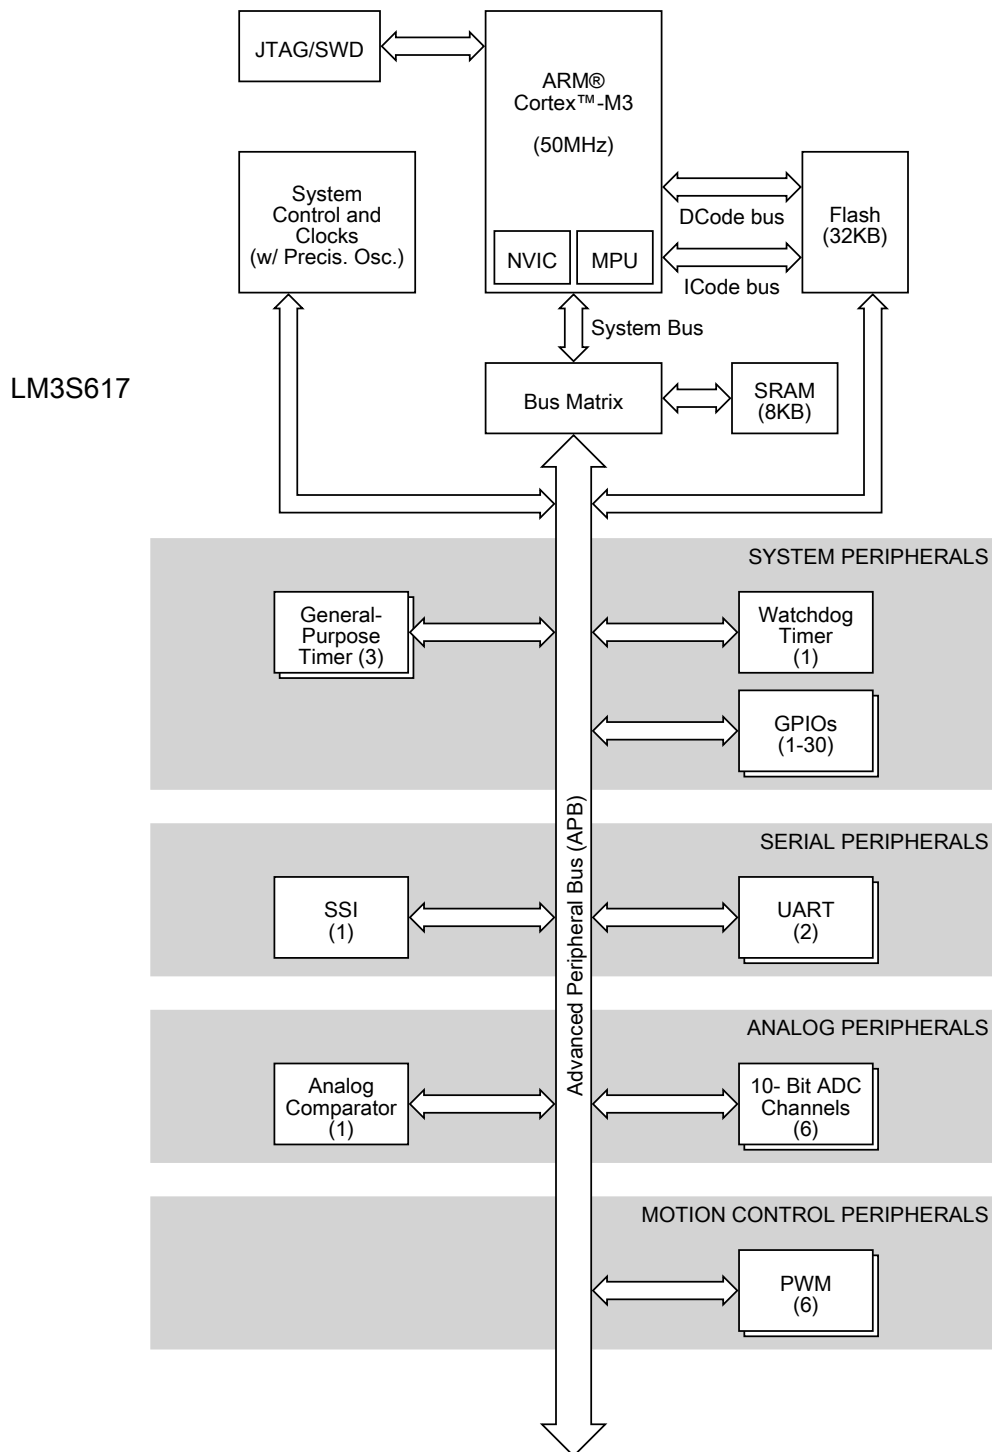 JTAG/SWD
ARM®
Cortex™-M3
(50MHz)
System
Control and
Clocks
(w/ Precis. Osc.)
DCode bus
Flash
(32KB)
NVIC
MPU
ICode bus
System Bus
LM3S617
Bus Matrix
SRAM
(8KB)
SYSTEM PERIPHERALS
General-
Purpose
Timer (3)
Watchdog
Timer
(1)
GPIOs
(1-30)
Advanced Peripheral Bus (APB)
SERIAL PERIPHERALS
SSI
(1)
UART
(2)
ANALOG PERIPHERALS
Analog
Comparator
(1)
10- Bit ADC
Channels
(6)
MOTION CONTROL PERIPHERALS
PWM
(6)